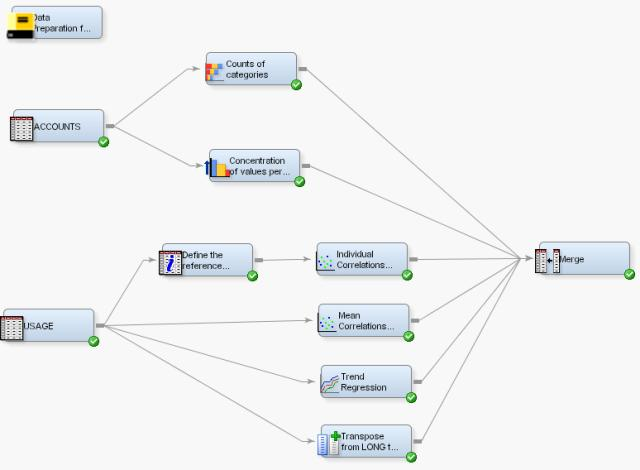 Data
Preparation f...
Counts of
categories
ACCOUNTS
Concentration
of values per...
Define the
reference...
Individual
Correlations...
Merge
USAGE
Mean
Correlations...
Trend
Regression
Transpose
from LONG t...